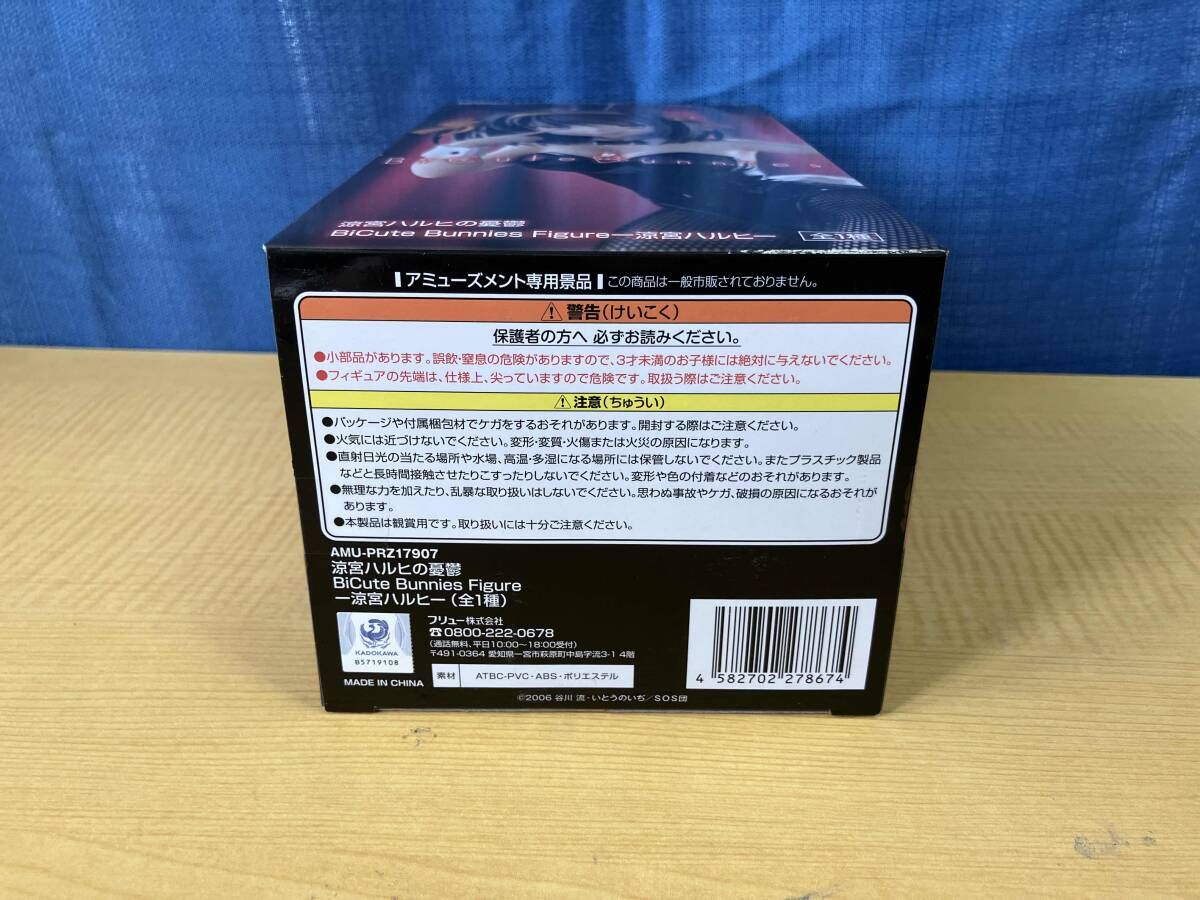 BiCute Bunnies
涼宮ハルヒの憂鬱
BiCute Bunnies Figure－涼宮ハルヒ－ 全1種
アミューズメント専用景品 この商品は一般市販されておりません。
⚠警告(けいこく)
保護者の方へ 必ずお読みください。
●小部品があります。誤飲・窒息の危険がありますので、3才未満のお子様には絶対に与えないでください。
●フィギュアの先端は、仕様上、尖っていますので危険です。取扱う際はご注意ください。
⚠注意(ちゅうい)
●パッケージや付属梱包材でケガをするおそれがあります。開封する際はご注意ください。
●火気には近づけないでください。変形・変質・火傷または火災の原因になります。
●直射日光の当たる場所や水場、高温・多湿になる場所には保管しないでください。またプラスチック製品
などと長時間接触させたりこすったりしないでください。変形や色の付着などのおそれがあります。
●無理な力を加えたり、乱暴な取り扱いはしないでください。思わぬ事故やケガ、破損の原因になるおそれが
あります。
●本製品は観賞用です。取り扱いには十分ご注意ください。
AMU-PRZ17907
涼宮ハルヒの憂鬱
BiCute Bunnies Figure
－涼宮ハルヒ－(全1種)
フリュー株式会社
☎0800-222-0678
(通話無料、平日10:00～18:00受付)
〒491-0364 愛知県一宮市萩原町中島字流3-1 4階
KADOKAWA
B5719108
MADE IN CHINA
素材 ATBC-PVC・ABS・ポリエステル
4 582702 278674
©2006 谷川 流・いとうのいぢ/SOS団